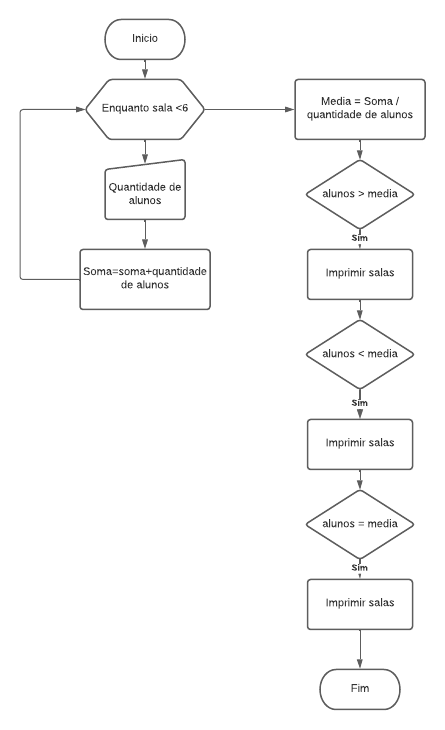 Inicio
Enquanto sala <6
Quantidade de
alunos
Soma=soma+quantidade
de alunos
Media = Soma /
quantidade de alunos
alunos > media
Sim
Imprimir salas
alunos < media
Sim
Imprimir salas
alunos = media
Sim
Imprimir salas
Fim